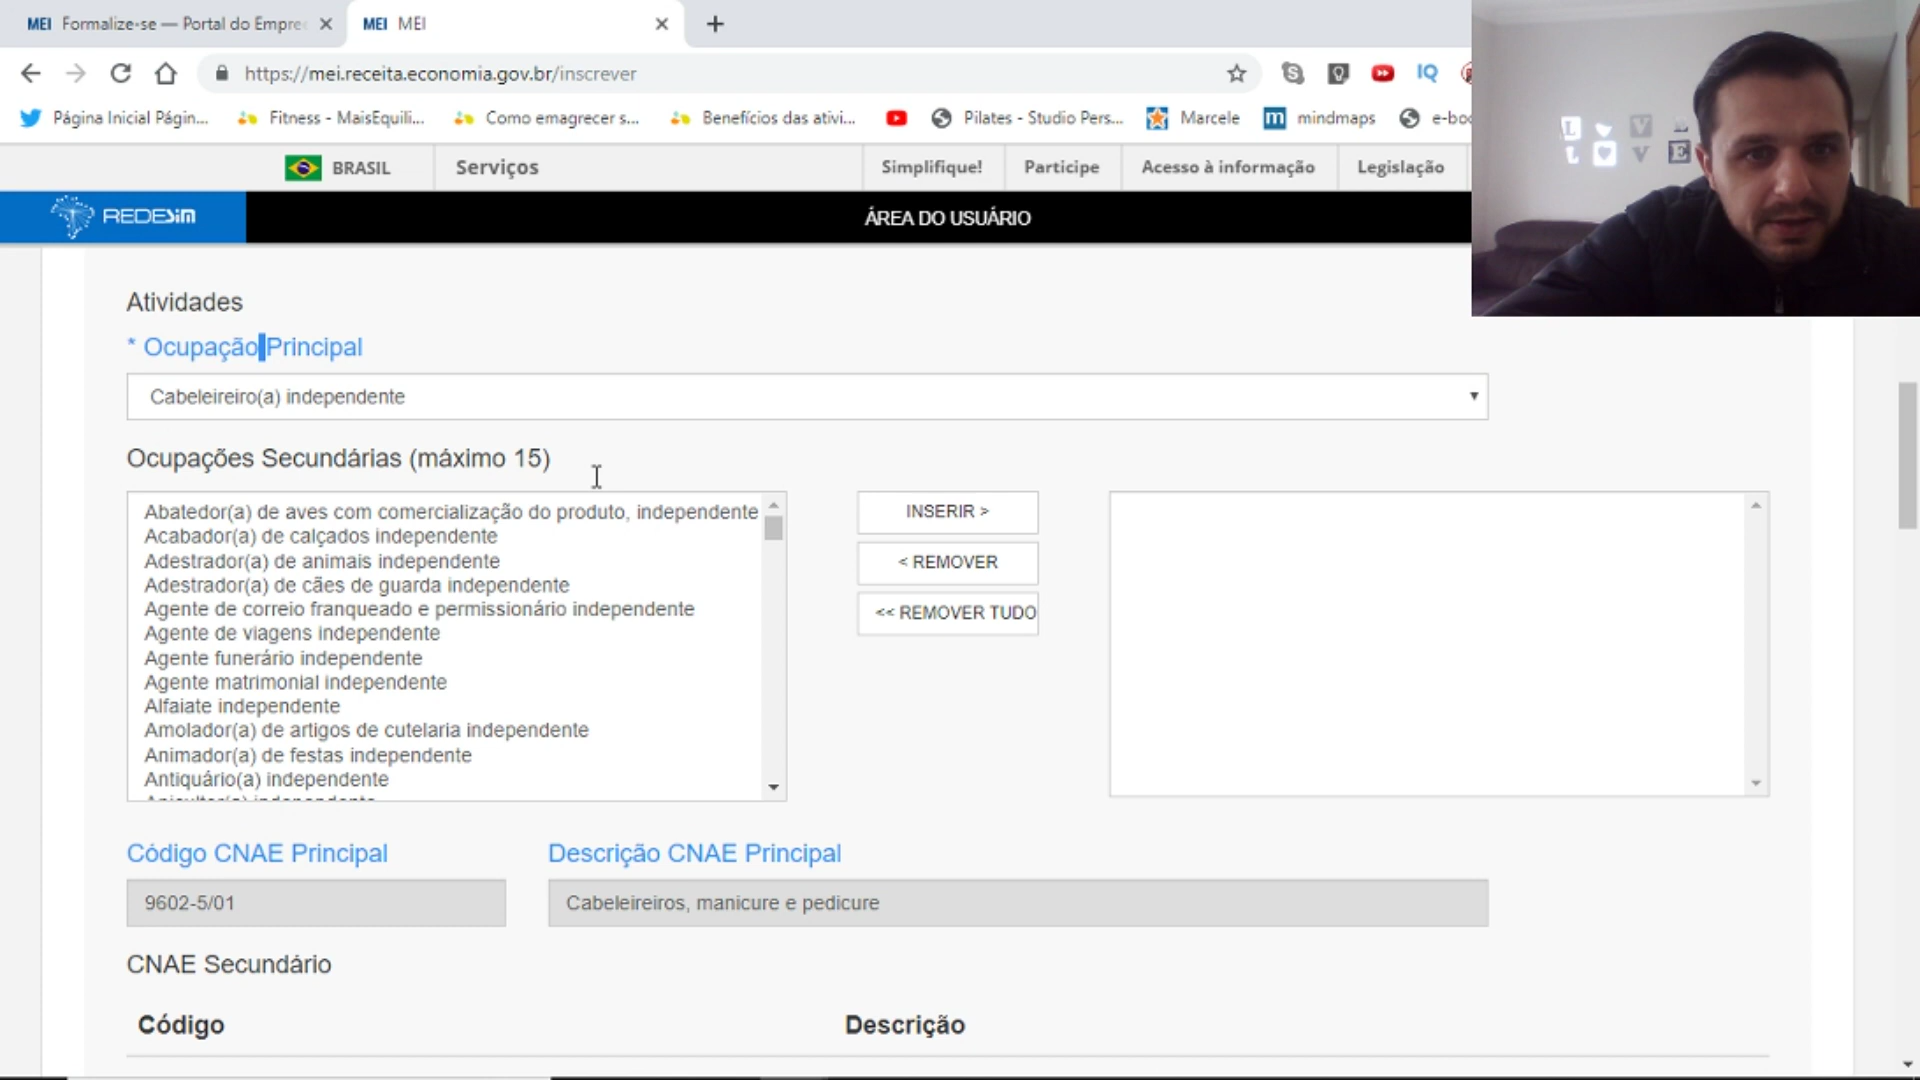 MEI Formalize-se — Portal do Empre
MEI MEI
https://mei.receita.economia.gov.br/inscrever
IQ
Página Inicial Págin...
Fitness - MaisEquili...
Como emagrecer s...
Benefícios das ativi...
Pilates - Studio Pers...
Marcele
m mindmaps
e-boo
BRASIL
Serviços
Simplifique!
Participe
Acesso à informação
Legislação
REDESIM
ÁREA DO USUÁRIO
Atividades
* Ocupação Principal
Cabeleireiro(a) independente
Ocupações Secundárias (máximo 15)
Abatedor(a) de aves com comercialização do produto, independente
Acabador(a) de calçados independente
Adestrador(a) de animais independente
Adestrador(a) de cães de guarda independente
Agente de correio franqueado e permissionário independente
Agente de viagens independente
Agente funerário independente
Agente matrimonial independente
Alfaiate independente
Amolador(a) de artigos de cutelaria independente
Animador(a) de festas independente
Antiquário(a) independente
INSERIR >
< REMOVER
<< REMOVER TUDO
Código CNAE Principal
Descrição CNAE Principal
9602-5/01
Cabeleireiros, manicure e pedicure
CNAE Secundário
Código
Descrição